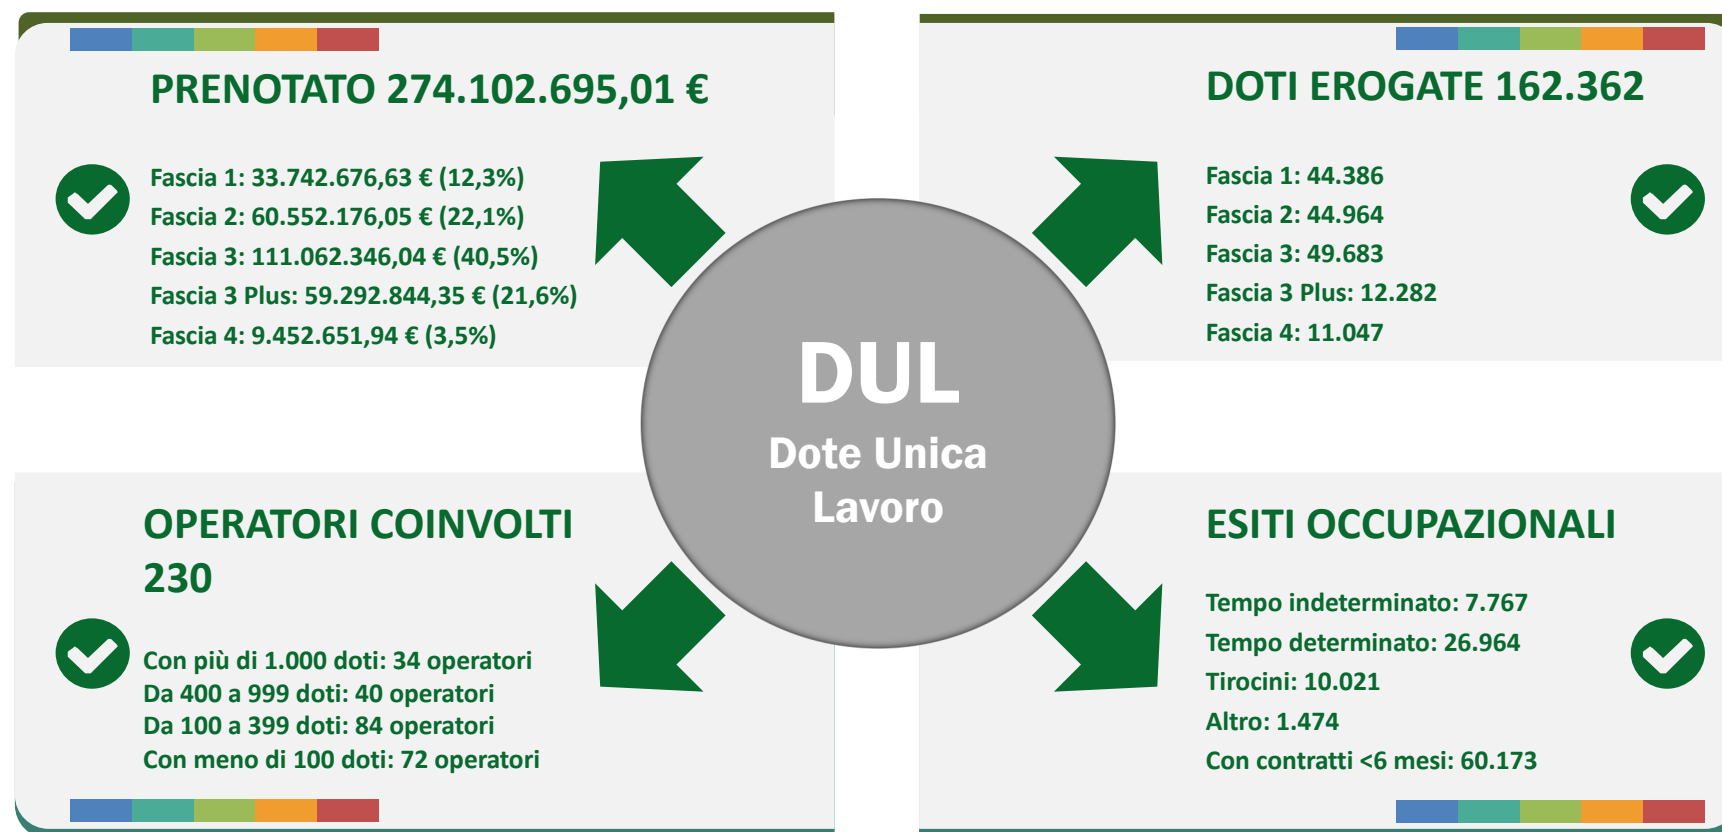 PRENOTATO 274.102.695,01 €
Fascia 1: 33.742.676,63 € (12,3%)
Fascia 2: 60.552.176,05 € (22,1%)
Fascia 3: 111.062.346,04 € (40,5%)
Fascia 3 Plus: 59.292.844,35 € (21,6%)
Fascia 4: 9.452.651,94 € (3,5%)
DOTI EROGATE 162.362
Fascia 1: 44.386
Fascia 2: 44.964
Fascia 3: 49.683
Fascia 3 Plus: 12.282
Fascia 4: 11.047
DUL
Dote Unica
Lavoro
OPERATORI COINVOLTI
230
Con più di 1.000 doti: 34 operatori
Da 400 a 999 doti: 40 operatori
Da 100 a 399 doti: 84 operatori
Con meno di 100 doti: 72 operatori
ESITI OCCUPAZIONALI
Tempo indeterminato: 7.767
Tempo determinato: 26.964
Tirocini: 10.021
Altro: 1.474
Con contratti <6 mesi: 60.173